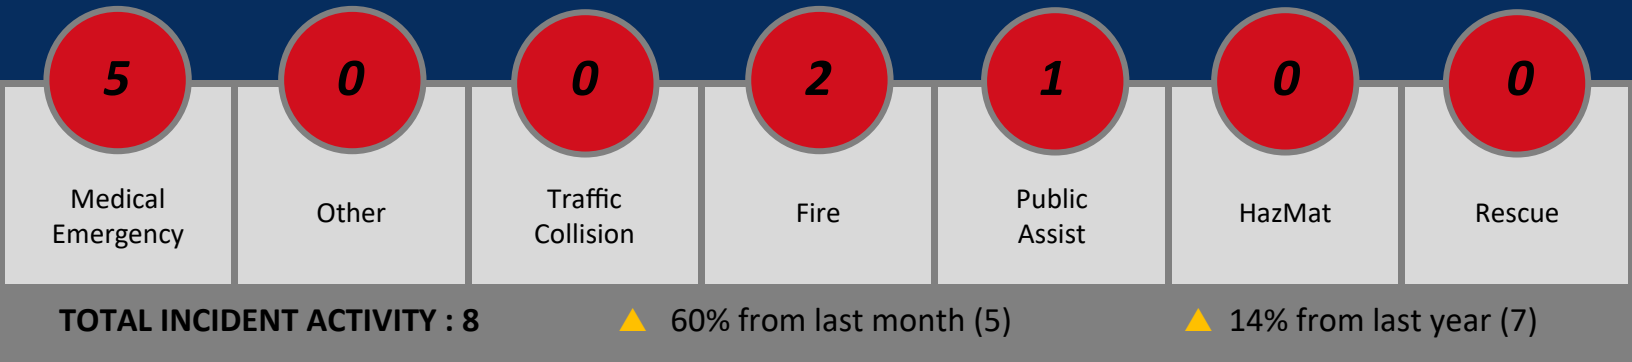 5 0 0 2 1 0 0
Medical
Emergency
Other
Traffic
Collision
Fire
Public
Assist
HazMat
Rescue
TOTAL INCIDENT ACTIVITY : 8
60% from last month (5)
14% from last year (7)